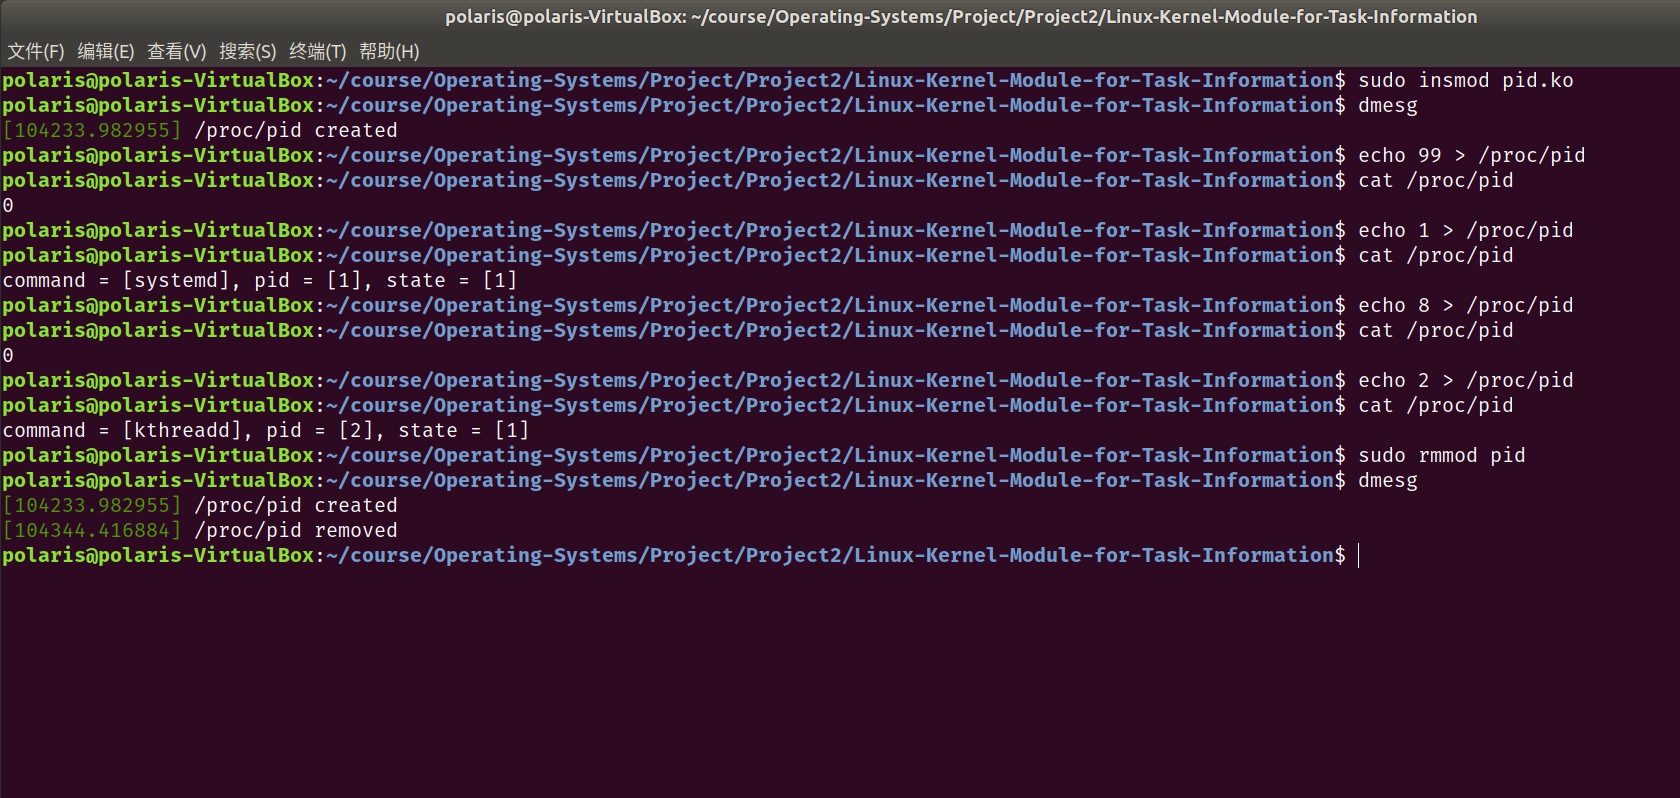 polaris@polaris-VirtualBox: ~/course/Operating-Systems/Project/Project2/Linux-Kernel-Module-for-Task-Information
文件(F) 编辑(E) 查看(V) 搜索(S) 终端(T) 帮助(H)
polaris@polaris-VirtualBox:~/course/Operating-Systems/Project/Project2/Linux-Kernel-Module-for-Task-Information$ sudo insmod pid.ko
polaris@polaris-VirtualBox:~/course/Operating-Systems/Project/Project2/Linux-Kernel-Module-for-Task-Information$ dmesg
[104233.982955] /proc/pid created
polaris@polaris-VirtualBox:~/course/Operating-Systems/Project/Project2/Linux-Kernel-Module-for-Task-Information$ echo 99 > /proc/pid
polaris@polaris-VirtualBox:~/course/Operating-Systems/Project/Project2/Linux-Kernel-Module-for-Task-Information$ cat /proc/pid
0
polaris@polaris-VirtualBox:~/course/Operating-Systems/Project/Project2/Linux-Kernel-Module-for-Task-Information$ echo 1 > /proc/pid
polaris@polaris-VirtualBox:~/course/Operating-Systems/Project/Project2/Linux-Kernel-Module-for-Task-Information$ cat /proc/pid
command = [systemd], pid = [1], state = [1]
polaris@polaris-VirtualBox:~/course/Operating-Systems/Project/Project2/Linux-Kernel-Module-for-Task-Information$ echo 8 > /proc/pid
polaris@polaris-VirtualBox:~/course/Operating-Systems/Project/Project2/Linux-Kernel-Module-for-Task-Information$ cat /proc/pid
0
polaris@polaris-VirtualBox:~/course/Operating-Systems/Project/Project2/Linux-Kernel-Module-for-Task-Information$ echo 2 > /proc/pid
polaris@polaris-VirtualBox:~/course/Operating-Systems/Project/Project2/Linux-Kernel-Module-for-Task-Information$ cat /proc/pid
command = [kthreadd], pid = [2], state = [1]
polaris@polaris-VirtualBox:~/course/Operating-Systems/Project/Project2/Linux-Kernel-Module-for-Task-Information$ sudo rmmod pid
polaris@polaris-VirtualBox:~/course/Operating-Systems/Project/Project2/Linux-Kernel-Module-for-Task-Information$ dmesg
[104233.982955] /proc/pid created
[104344.416884] /proc/pid removed
polaris@polaris-VirtualBox:~/course/Operating-Systems/Project/Project2/Linux-Kernel-Module-for-Task-Information$